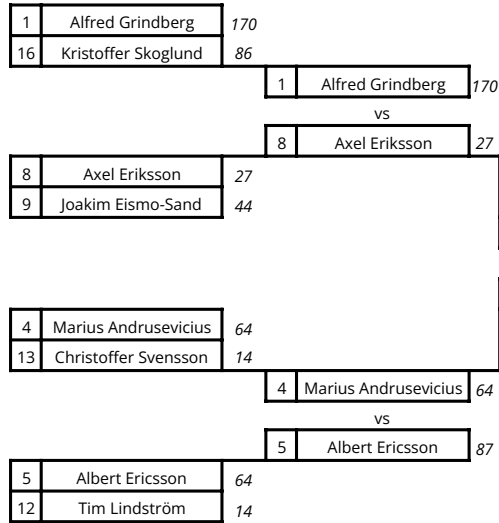 1 Alfred Grindberg 170
16 Kristoffer Skoglund 86
1 Alfred Grindberg 170
vs
8 Axel Eriksson 27
8 Axel Eriksson 27
9 Joakim Eismo-Sand 44
4 Marius Andrusevicius 64
13 Christoffer Svensson 14
4 Marius Andrusevicius 64
vs
5 Albert Ericsson 87
5 Albert Ericsson 64
12 Tim Lindström 14